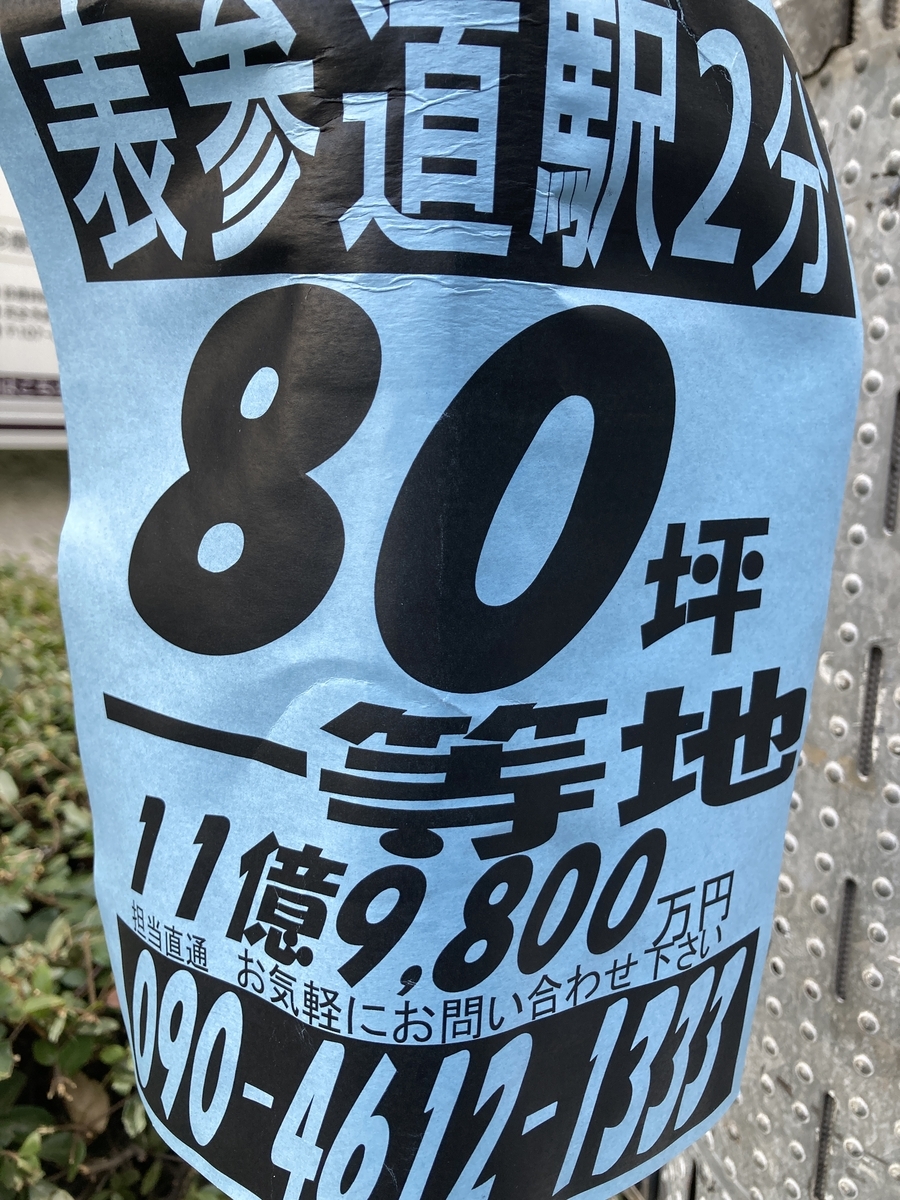 表参道駅2分
80坪
一等地
11億9,800万円
担当直通 お気軽にお問い合わせ下さい
090-4612-1333